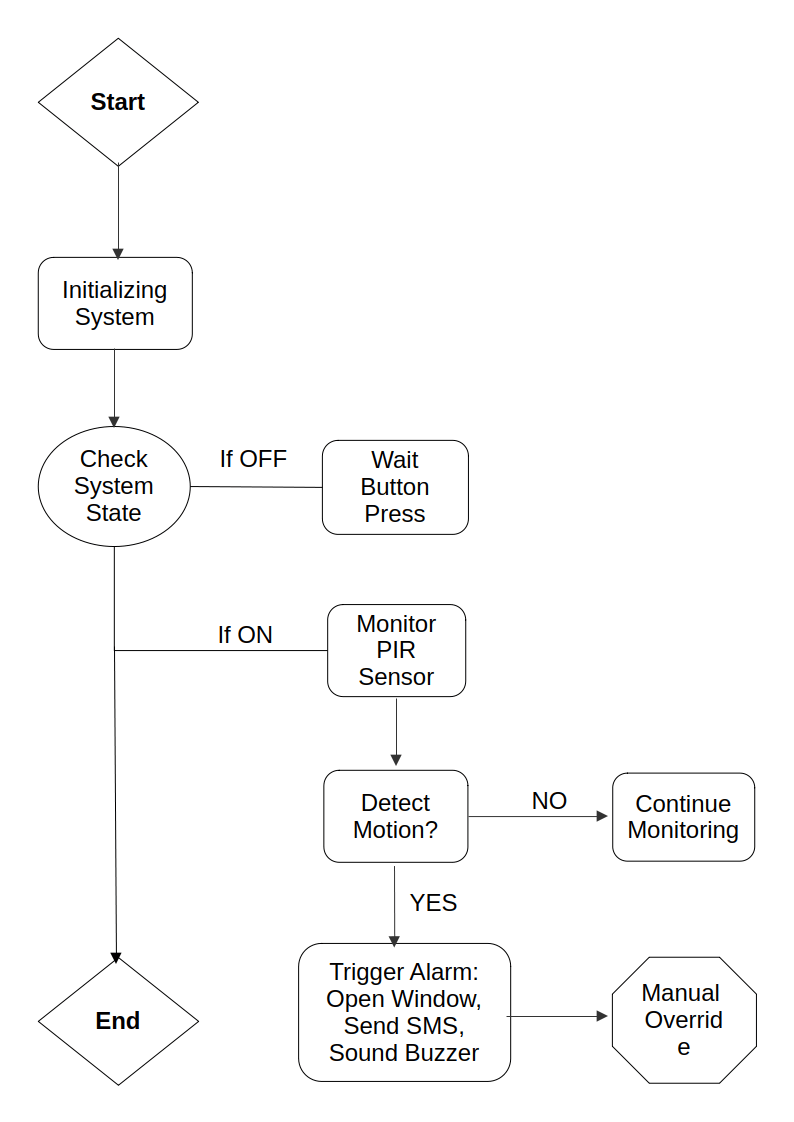 Start
Initializing
System
Check
System
State
If OFF
Wait
Button
Press
If ON
Monitor
PIR
Sensor
Detect
Motion?
NO
Continue
Monitoring
YES
Trigger Alarm:
Open Window,
Send SMS,
Sound Buzzer
Manual
Overrid
e
End